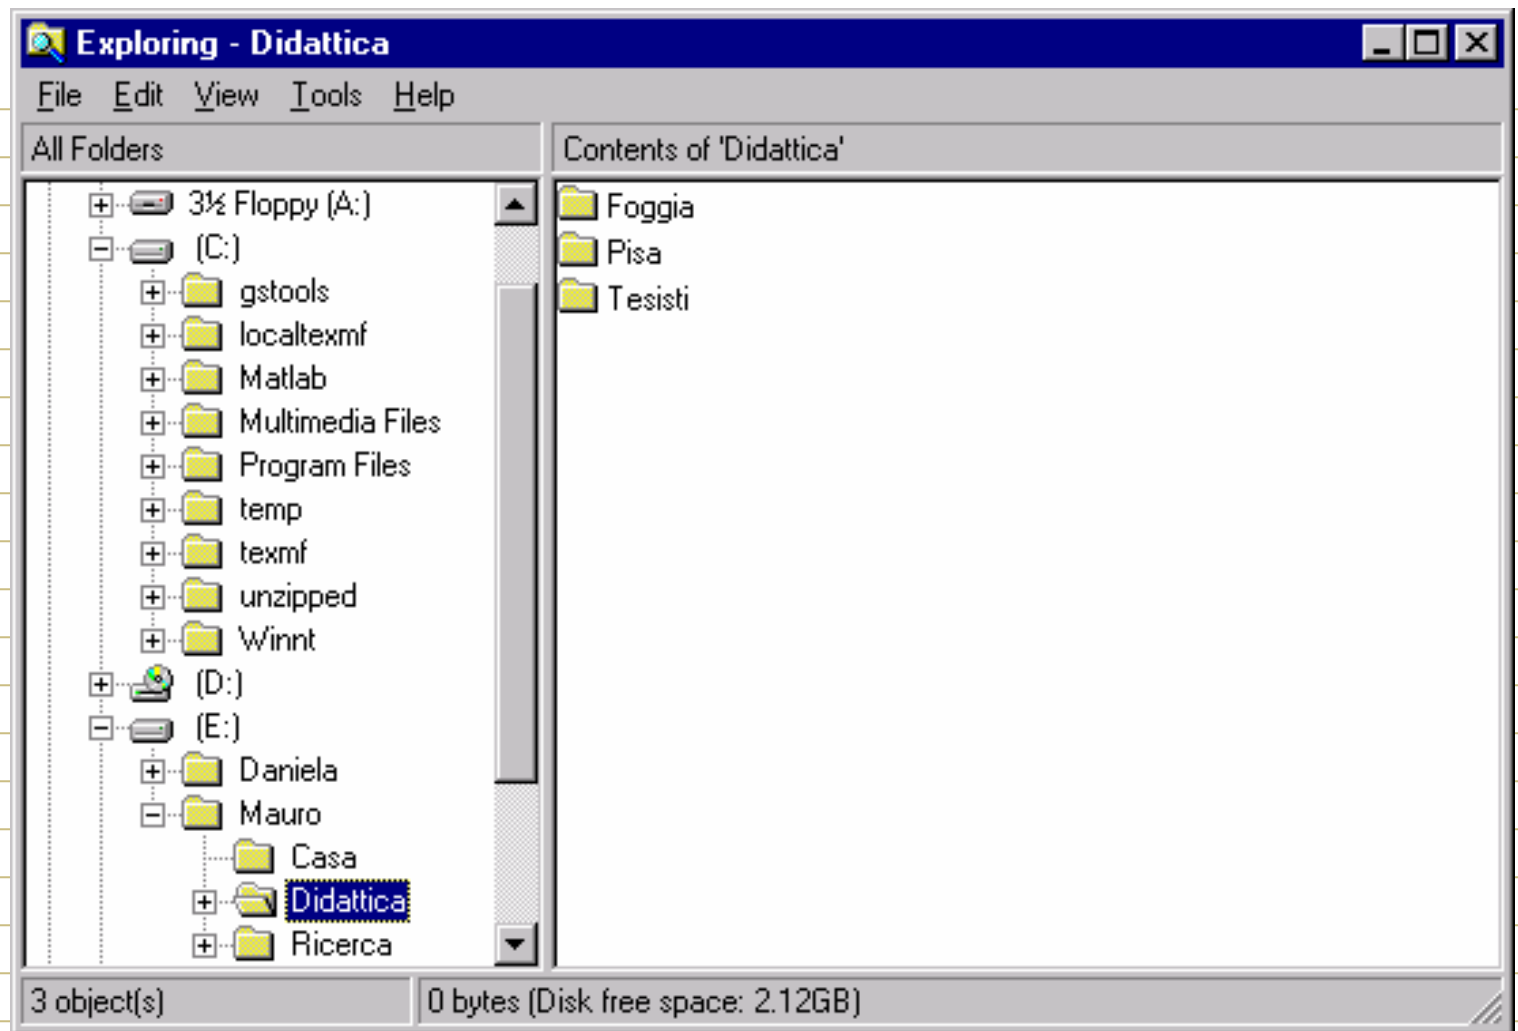 Exploring - Didattica
File Edit View Tools Help
All Folders
Contents of 'Didattica'
3½ Floppy (A:)
(C:)
gstools
localtexmf
Matlab
Multimedia Files
Program Files
temp
texmf
unzipped
Winnt
(D:)
(E:)
Daniela
Mauro
Casa
Didattica
Ricerca
Foggia
Pisa
Tesisti
3 object(s)
0 bytes (Disk free space: 2.12GB)